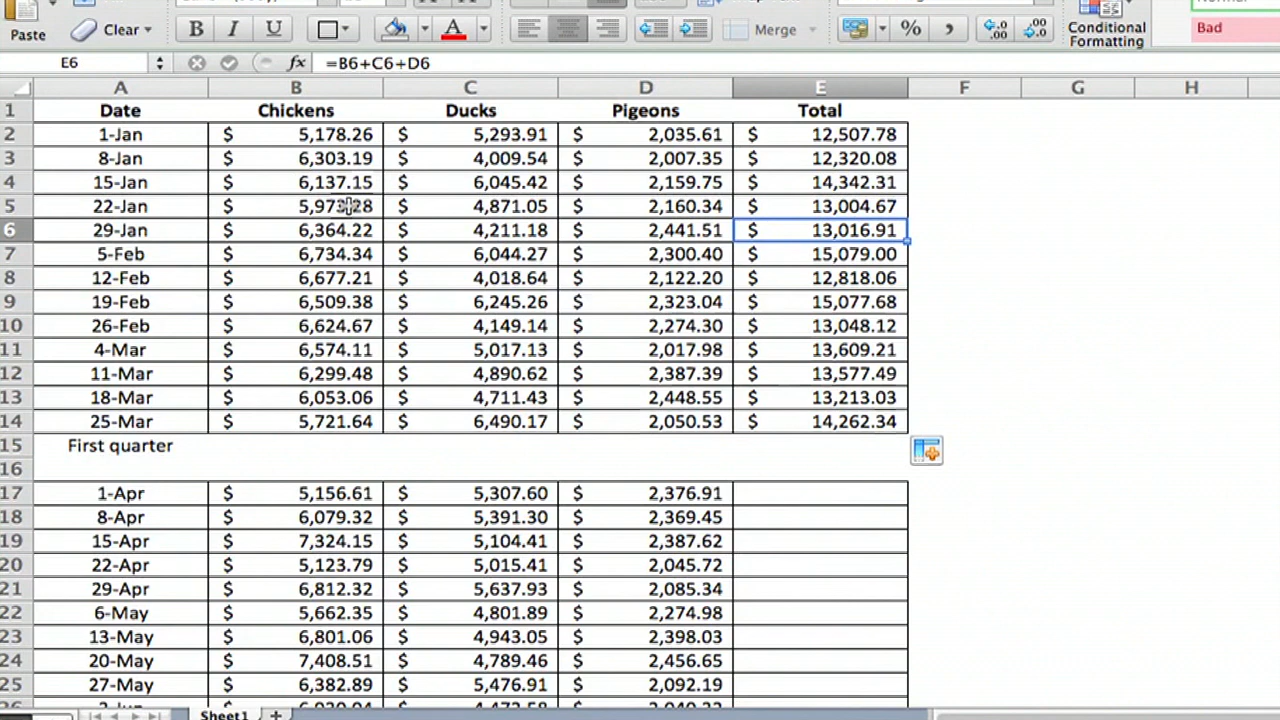 Paste Clear B I U A Merge % , .00 .00 Conditional Formatting Bad
E6 fx =B6+C6+D6
A B C D E F G H
1 Date Chickens Ducks Pigeons Total
2 1-Jan $ 5,178.26 $ 5,293.91 $ 2,035.61 $ 12,507.78
3 8-Jan $ 6,303.19 $ 4,009.54 $ 2,007.35 $ 12,320.08
4 15-Jan $ 6,137.15 $ 6,045.42 $ 2,159.75 $ 14,342.31
5 22-Jan $ 5,973.28 $ 4,871.05 $ 2,160.34 $ 13,004.67
6 29-Jan $ 6,364.22 $ 4,211.18 $ 2,441.51 $ 13,016.91
7 5-Feb $ 6,734.34 $ 6,044.27 $ 2,300.40 $ 15,079.00
8 12-Feb $ 6,677.21 $ 4,018.64 $ 2,122.20 $ 12,818.06
9 19-Feb $ 6,509.38 $ 6,245.26 $ 2,323.04 $ 15,077.68
10 26-Feb $ 6,624.67 $ 4,149.14 $ 2,274.30 $ 13,048.12
11 4-Mar $ 6,574.11 $ 5,017.13 $ 2,017.98 $ 13,609.21
12 11-Mar $ 6,299.48 $ 4,890.62 $ 2,387.39 $ 13,577.49
13 18-Mar $ 6,053.06 $ 4,711.43 $ 2,448.55 $ 13,213.03
14 25-Mar $ 5,721.64 $ 6,490.17 $ 2,050.53 $ 14,262.34
15 First quarter
16
17 1-Apr $ 5,156.61 $ 5,307.60 $ 2,376.91
18 8-Apr $ 6,079.32 $ 5,391.30 $ 2,369.45
19 15-Apr $ 7,324.15 $ 5,104.41 $ 2,387.62
20 22-Apr $ 5,123.79 $ 5,015.41 $ 2,045.72
21 29-Apr $ 6,812.32 $ 5,637.93 $ 2,085.34
22 6-May $ 5,662.35 $ 4,801.89 $ 2,274.98
23 13-May $ 6,801.06 $ 4,943.05 $ 2,398.03
24 20-May $ 7,408.51 $ 4,789.46 $ 2,456.65
25 27-May $ 6,382.89 $ 5,476.91 $ 2,092.19
Sheet1 +